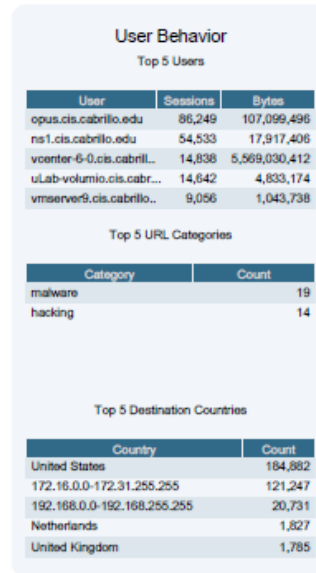 User Behavior
Top 5 Users
User Sessions Bytes
opus.cis.cabrillo.edu 86,249 107,099,496
ns1.cis.cabrillo.edu 54,533 17,917,406
vcenter-6-0.cis.cabrill... 14,838 5,569,030,412
uLab-volumio.cis.cabr... 14,642 4,833,174
vmserver9.cis.cabrillo... 9,056 1,043,738
Top 5 URL Categories
Category Count
malware 19
hacking 14
Top 5 Destination Countries
Country Count
United States 184,882
172.16.0.0-172.31.255.255 121,247
192.168.0.0-192.168.255.255 20,731
Netherlands 1,827
United Kingdom 1,785